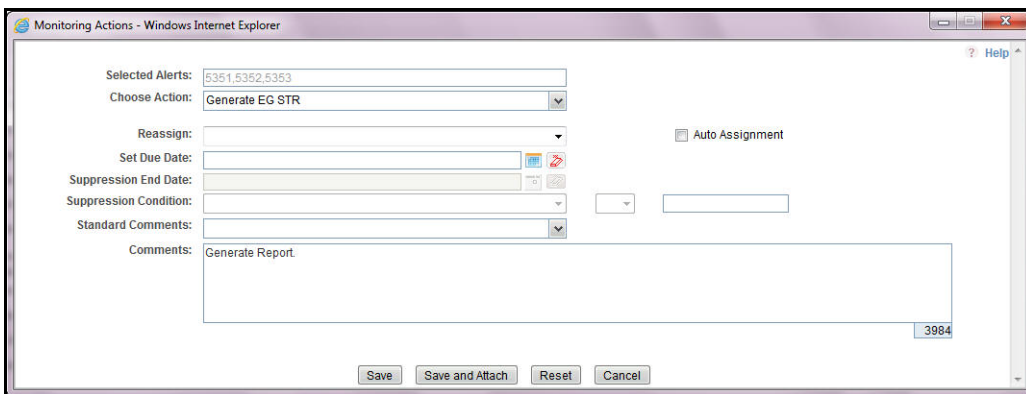 Monitoring Actions - Windows Internet Explorer
? Help
Selected Alerts: 5351,5352,5353
Choose Action: Generate EG STR
Reassign: Auto Assignment
Set Due Date:
Suppression End Date:
Suppression Condition:
Standard Comments:
Comments: Generate Report.
3984
Save Save and Attach Reset Cancel